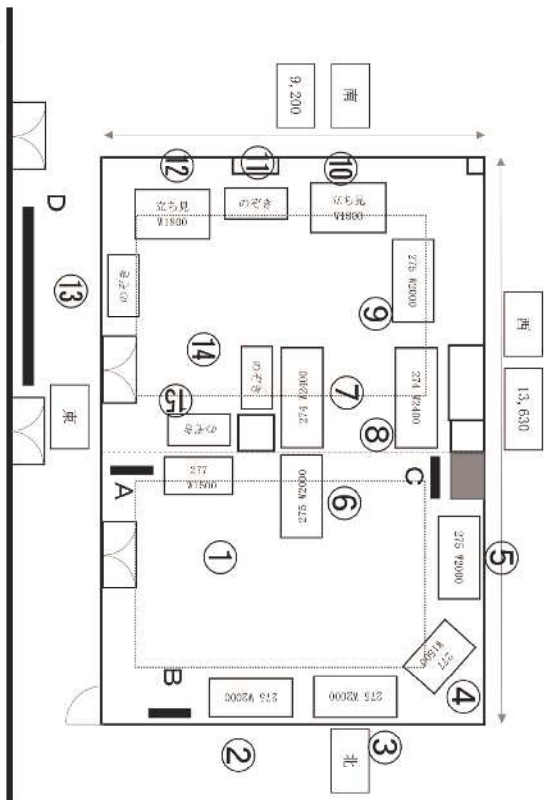 南
9,200
⑫
⑪
⑩
立ち見
W1800
のぞき
立ち見
W1800
D
⑬
のぞき
275 W2000
⑨
西
13,630
⑭
のぞき
274 W2400
⑦
274 W2400
⑧
東
⑮
のぞき
A
277
W1500
275 W2000
⑥
C
①
275 W2000
⑤
277
W1500
④
B
275 W2000
②
275 W2000
③
北